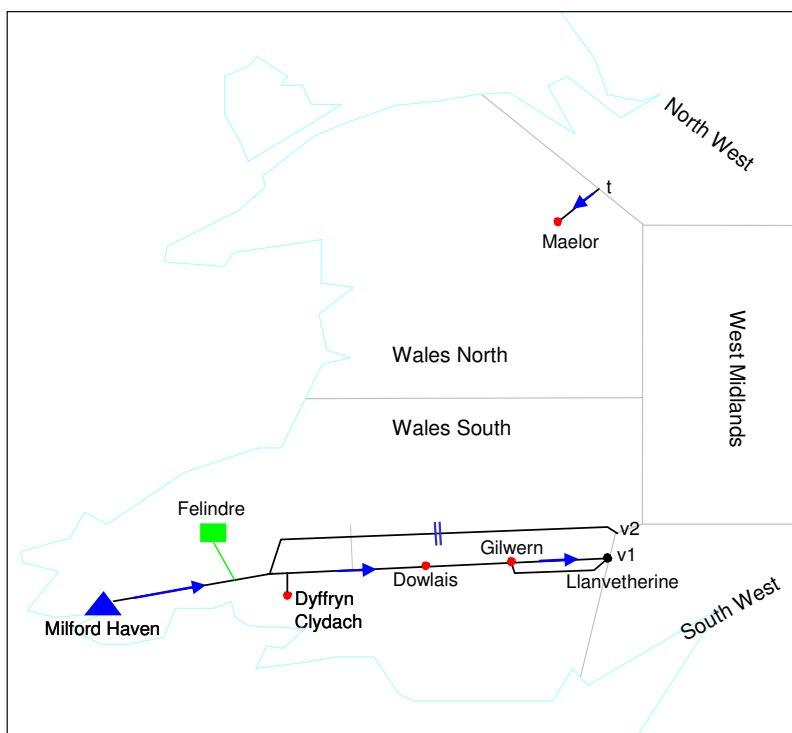 North West
t
Maelor
West Midlands
Wales North
Wales South
Felindre
v2
Gilwern
v1
Dowlais
Llanvetherine
Dyffryn
Clydach
Milford Haven
South West